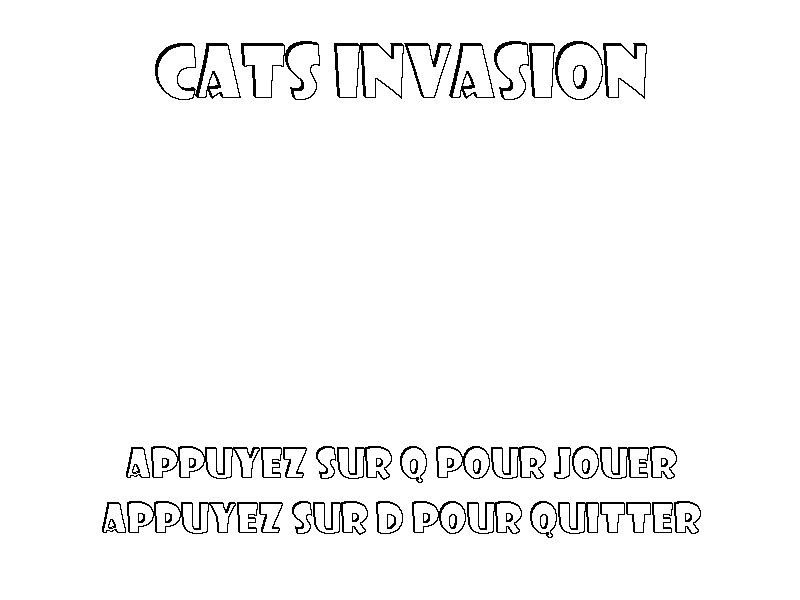 CATS INVASION
APPUYEZ SUR Q POUR JOUER
APPUYEZ SUR D POUR QUITTER